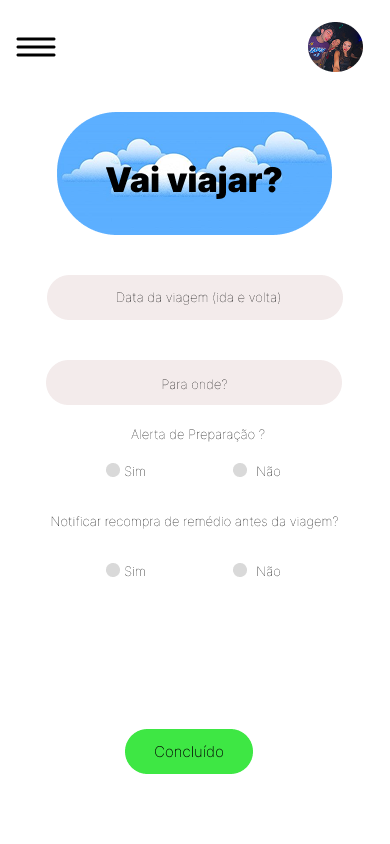 Vai viajar?
Data da viagem (ida e volta)
Para onde?
Alerta de Preparação ?
Sim Não
Notificar recompra de remédio antes da viagem?
Sim Não
Concluído